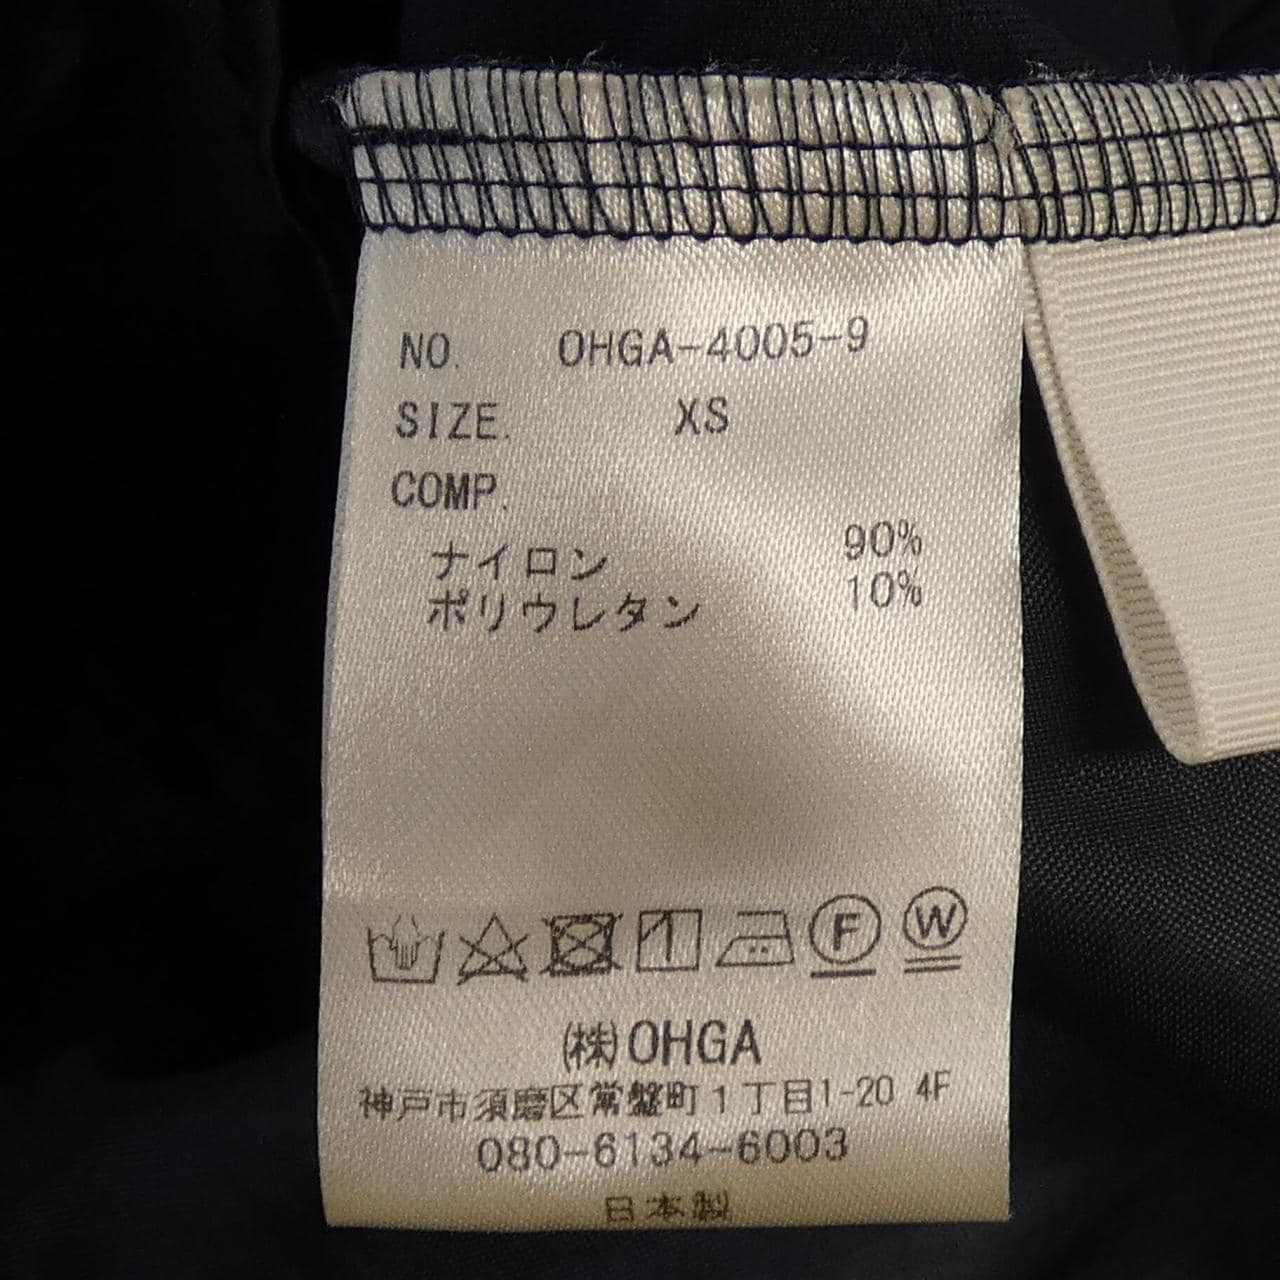 NO. OHGA-4005-9
SIZE. XS
COMP.
ナイロン 90%
ポリウレタン 10%
F W
㈱OHGA
神戸市須磨区常盤町1丁目1-20 4F
080-6134-6003
日本製